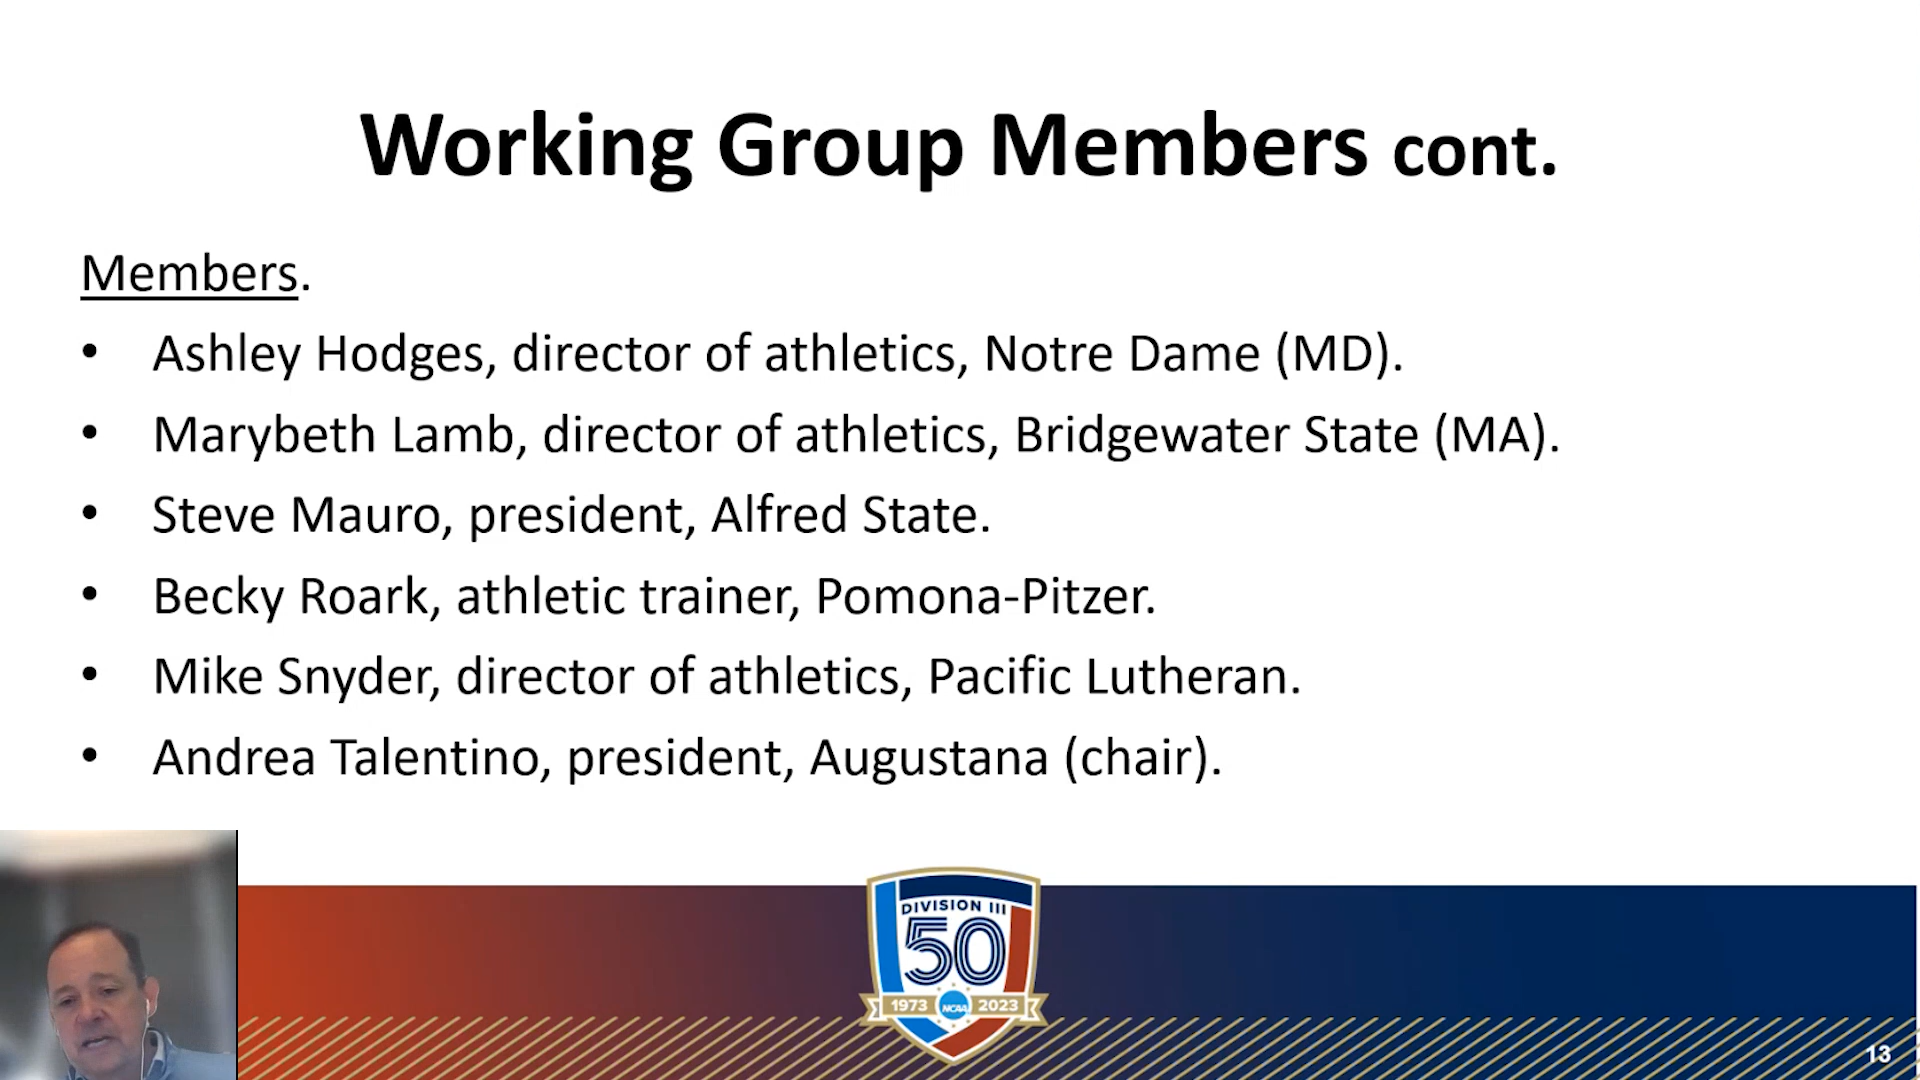 Working Group Members cont.
Members.
• Ashley Hodges, director of athletics, Notre Dame (MD).
• Marybeth Lamb, director of athletics, Bridgewater State (MA).
• Steve Mauro, president, Alfred State.
• Becky Roark, athletic trainer, Pomona-Pitzer.
• Mike Snyder, director of athletics, Pacific Lutheran.
• Andrea Talentino, president, Augustana (chair).
DIVISION III
50
1973 NCAA 2023
13